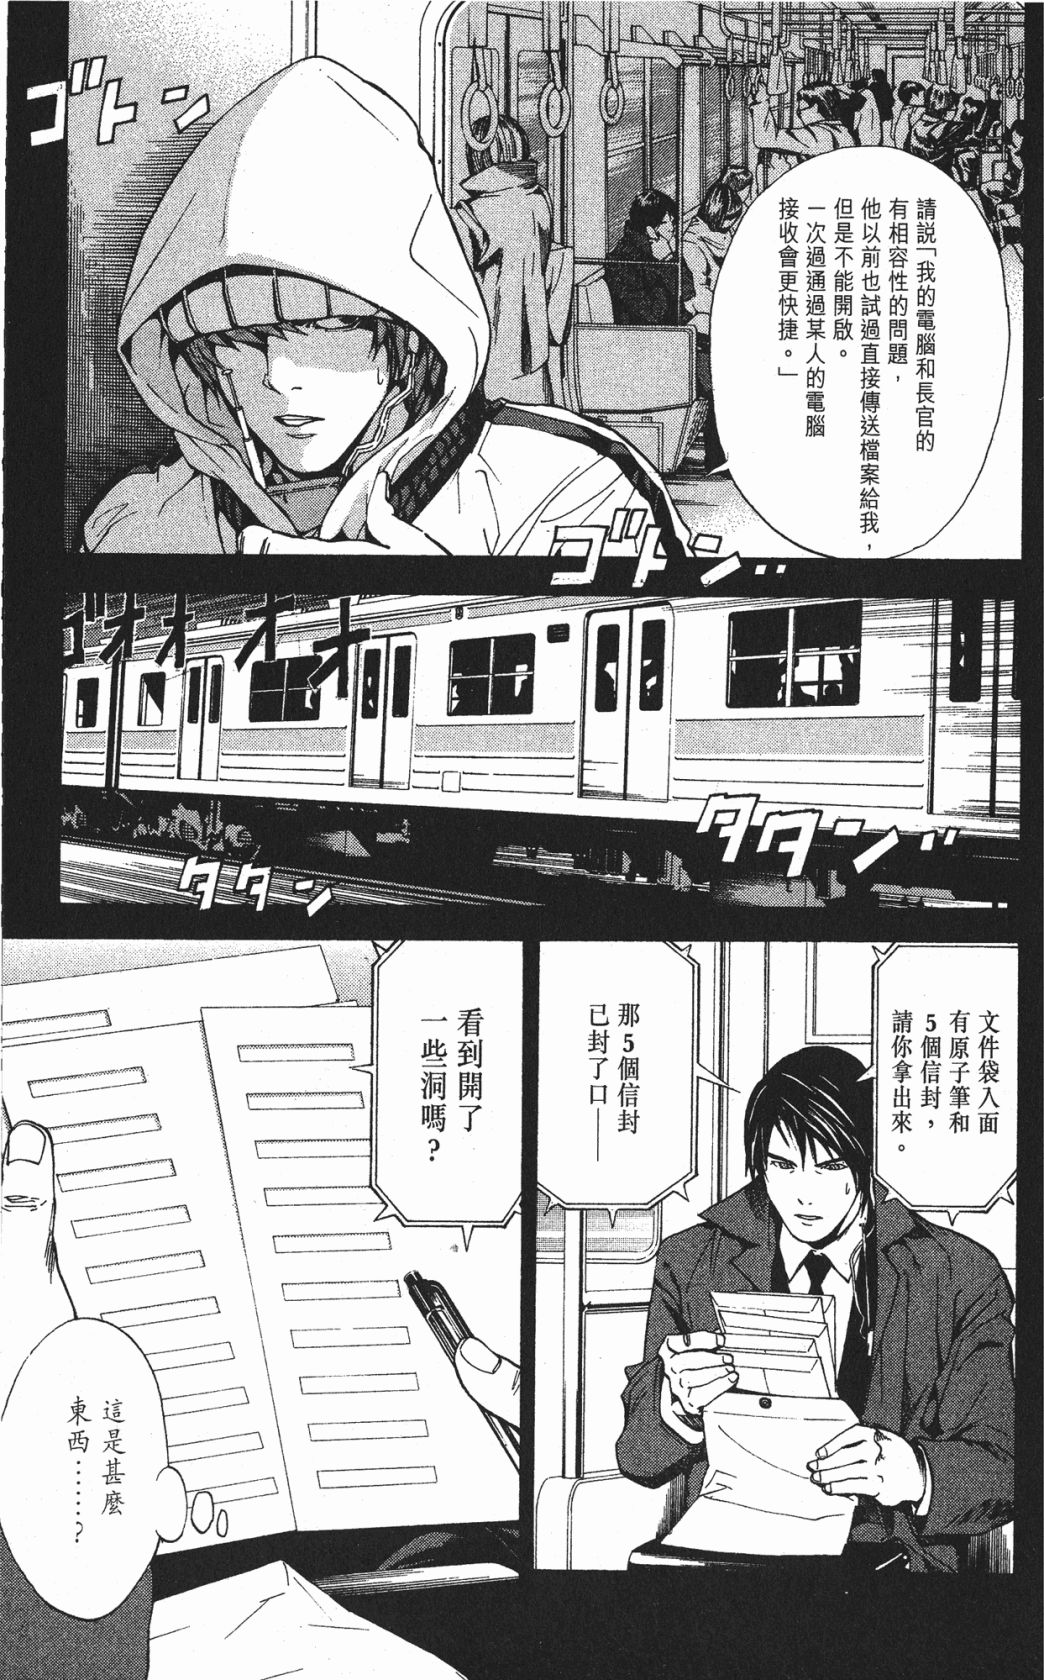 ゴトン
請説「我的電腦和長官的
有相容性的問題，
他以前也試過直接傳送檔案給我，
但是不能開啟。
一次過通過某人的電腦
接收會更快捷。」
ゴトン
ゴオオオオ
タタン
タタン
文件袋入面
有原子筆和
5個信封，
請你拿出來。
那5個信封
已封了口——
看到開了
一些洞嗎？
這是甚麼
東西………？